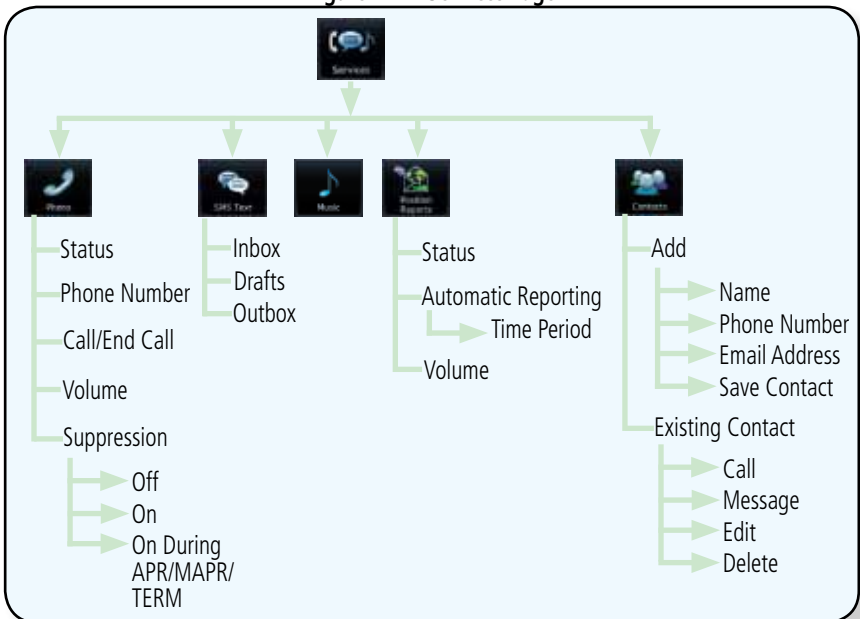 Services
Phone
SMS Text
Music
Position
Reports
Contacts
Status
Phone Number
Call/End Call
Volume
Suppression
Off
On
On During
APR/MAPR/
TERM
Inbox
Drafts
Outbox
Status
Automatic Reporting
Time Period
Volume
Add
Name
Phone Number
Email Address
Save Contact
Existing Contact
Call
Message
Edit
Delete